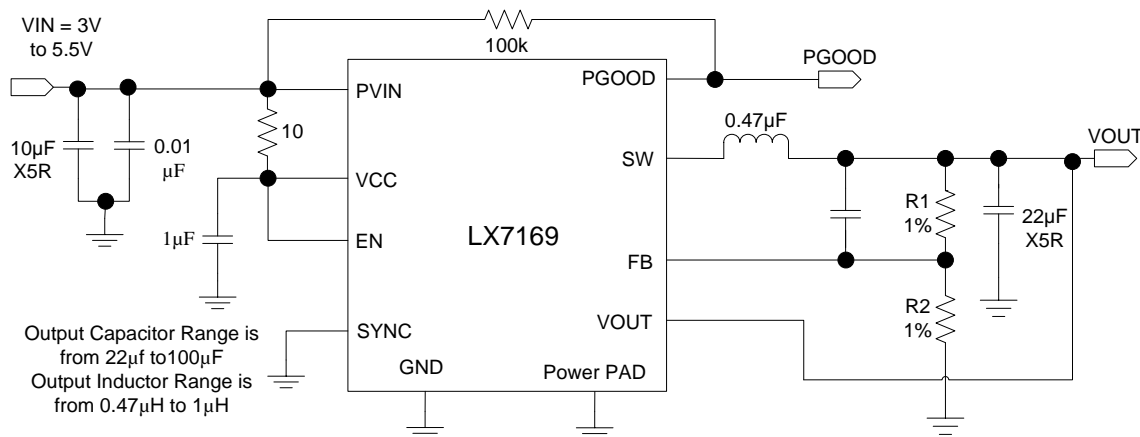 VIN = 3V
to 5.5V
100k
PGOOD
PGOOD
PVIN
10
0.47µF
VOUT
10µF
X5R
0.01
µF
SW
VCC
R1
1%
22µF
X5R
1µF
EN
LX7169
FB
R2
1%
VOUT
SYNC
Output Capacitor Range is
from 22µf to100µF
Output Inductor Range is
from 0.47µH to 1µH
GND
Power PAD